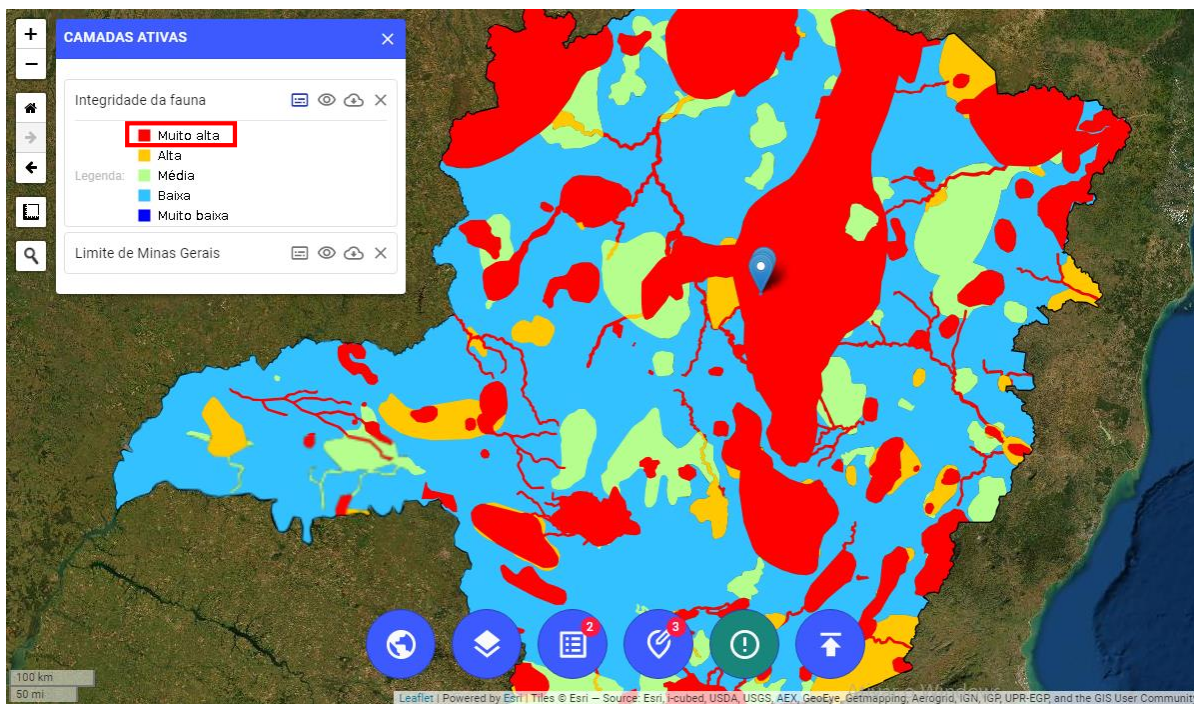 +
CAMADAS ATIVAS
×
−
Integridade da fauna
Muito alta
Alta
Legenda:
Média
Baixa
Muito baixa
Limite de Minas Gerais
2
3
100 km
50 mi
Leaflet | Powered by Esri | Tiles © Esri — Source: Esri, i-cubed, USDA, USGS, AEX, GeoEye, Getmapping, Aerogrid, IGN, IGP, UPR-EGP, and the GIS User Communit